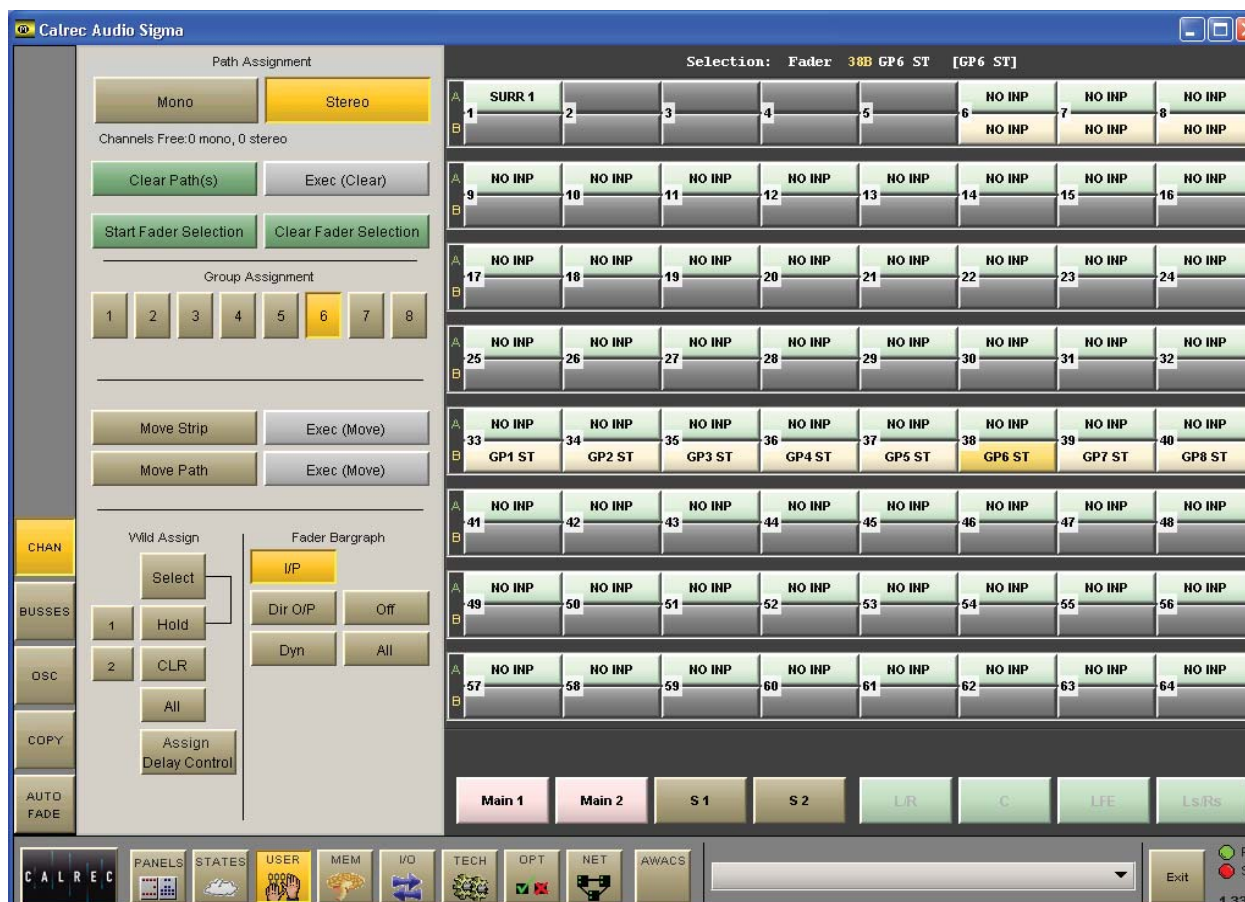 Calrec Audio Sigma
Path Assignment
Mono Stereo
Channels Free:0 mono, 0 stereo
Clear Path(s) Exec (Clear)
Start Fader Selection Clear Fader Selection
Group Assignment
1 2 3 4 5 6 7 8
Move Strip Exec (Move)
Move Path Exec (Move)
Wild Assign
Select
1 Hold
2 CLR
All
Assign
Delay Control
Fader Bargraph
I/P
Dir O/P Off
Dyn All
CHAN
BUSSES
OSC
COPY
AUTO
FADE
Selection: Fader 38B GP6 ST [GP6 ST]
A SURR 1 NO INP NO INP NO INP
1 2 3 4 5 6 7 8
B NO INP NO INP NO INP
A NO INP NO INP NO INP NO INP NO INP NO INP NO INP NO INP
9 10 11 12 13 14 15 16
B
A NO INP NO INP NO INP NO INP NO INP NO INP NO INP NO INP
17 18 19 20 21 22 23 24
B
A NO INP NO INP NO INP NO INP NO INP NO INP NO INP NO INP
25 26 27 28 29 30 31 32
B
A NO INP NO INP NO INP NO INP NO INP NO INP NO INP NO INP
33 34 35 36 37 38 39 40
B GP1 ST GP2 ST GP3 ST GP4 ST GP5 ST GP6 ST GP7 ST GP8 ST
A NO INP NO INP NO INP NO INP NO INP NO INP NO INP NO INP
41 42 43 44 45 46 47 48
B
A NO INP NO INP NO INP NO INP NO INP NO INP NO INP NO INP
49 50 51 52 53 54 55 56
B
A NO INP NO INP NO INP NO INP NO INP NO INP NO INP NO INP
57 58 59 60 61 62 63 64
B
Main 1 Main 2 S 1 S 2 L/R C LFE Ls/Rs
CALREC PANELS STATES USER MEM I/O TECH OPT NET AWACS Exit